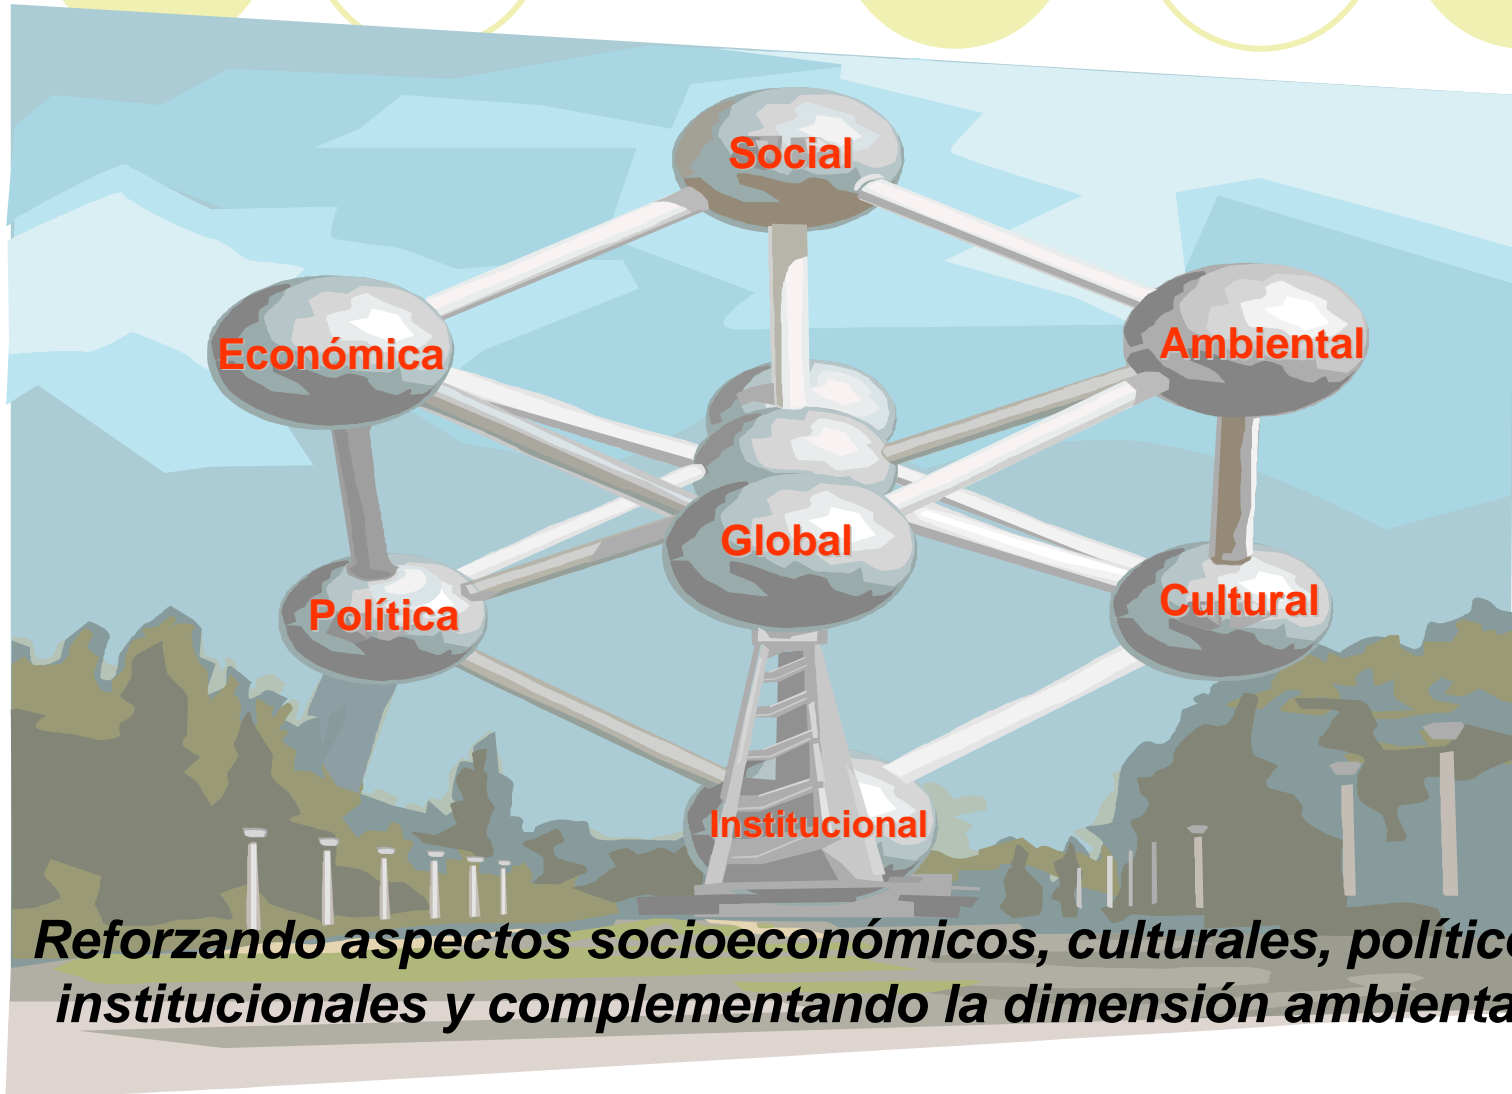 Social
Económica
Ambiental
Global
Política
Cultural
Institucional
Reforzando aspectos socioeconómicos, culturales,
institucionales y complementando la dimensión